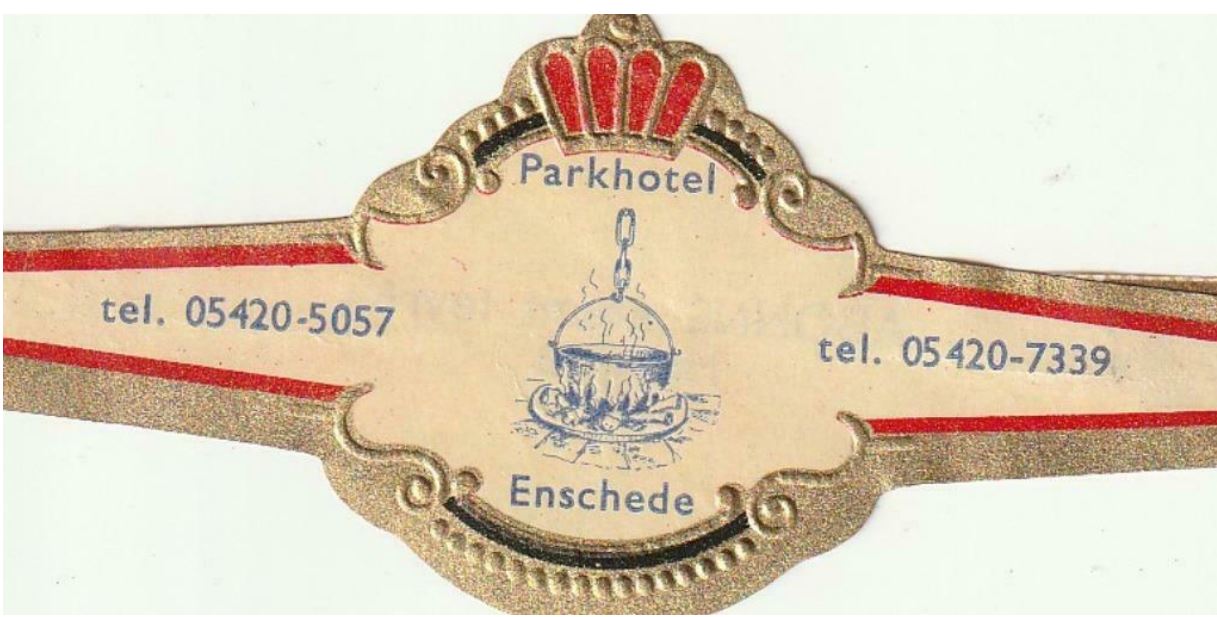 Parkhotel
tel. 05420-5057
tel. 05420-7339
Enschede